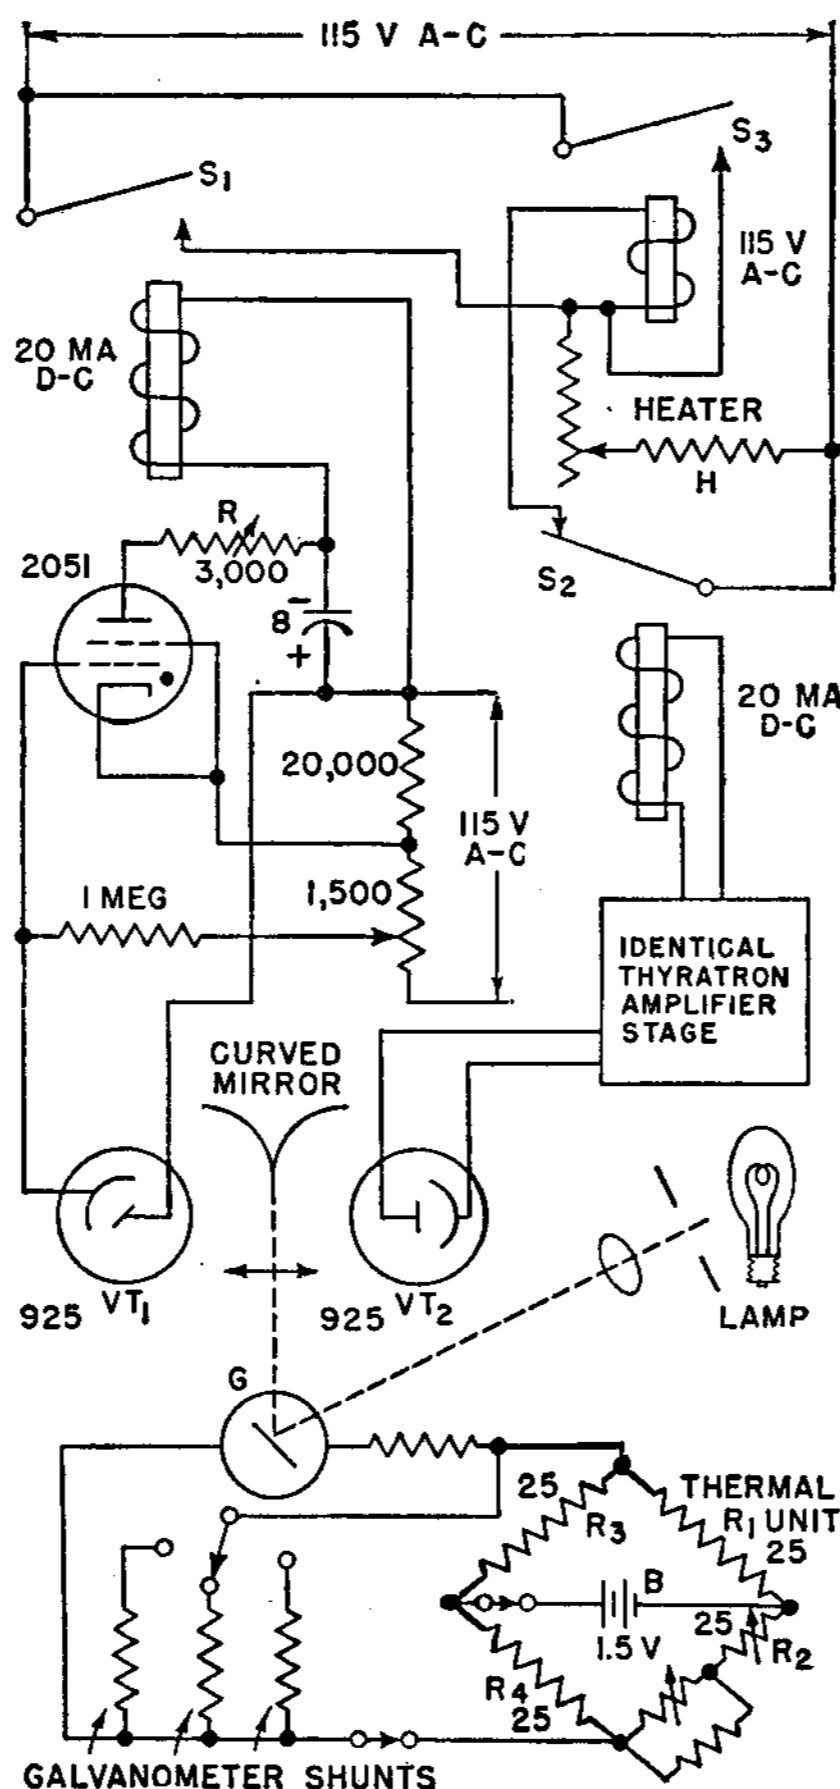 115 V A-C
S1
S3
115 V
A-C
20 MA
D-C
HEATER
H
R
3,000
2051
8
-
+
S2
20 MA
D-C
20,000
115 V
A-C
1,500
1 MEG
IDENTICAL
THYRATRON
AMPLIFIER
STAGE
CURVED
MIRROR
925
VT1
925
VT2
LAMP
G
25
R3
THERMAL
R1 UNIT
25
B
1.5 V
25
R2
R4
25
GALVANOMETER SHUNTS